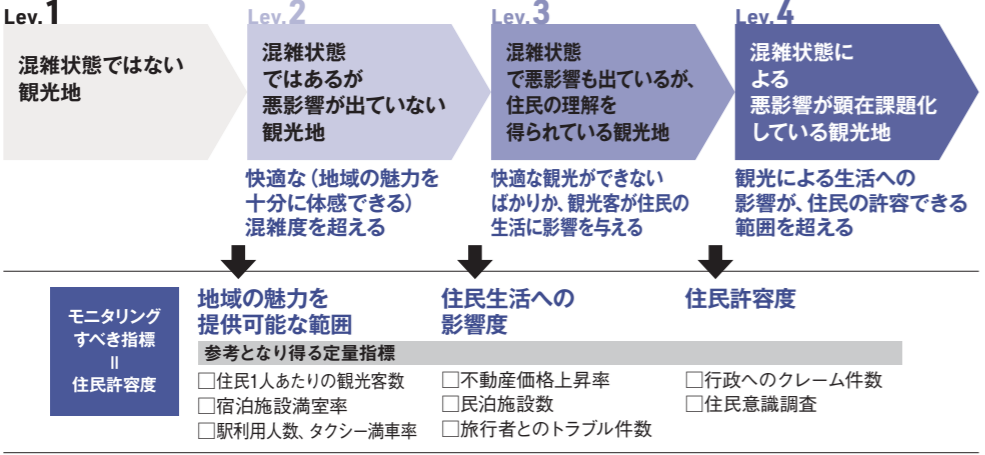 Lev.1
混雑状態ではない
観光地
Lev.2
混雑状態
ではあるが
悪影響が出ていない
観光地
Lev.3
混雑状態
で悪影響も出ているが、
住民の理解を
得られている観光地
Lev.4
混雑状態に
よる
悪影響が顕在課題化
している観光地
快適な（地域の魅力を
十分に体感できる）
混雑度を超える
快適な観光ができない
ばかりか、観光客が住民の
生活に影響を与える
観光による生活への
影響が、住民の許容できる
範囲を超える
モニタリング
すべき指標
＝
住民許容度
地域の魅力を
提供可能な範囲
住民生活への
影響度
住民許容度
参考となり得る定量指標
□住民1人あたりの観光客数
□宿泊施設満室率
□駅利用人数、タクシー満車率
□不動産価格上昇率
□民泊施設数
□旅行者とのトラブル件数
□行政へのクレーム件数
□住民意識調査